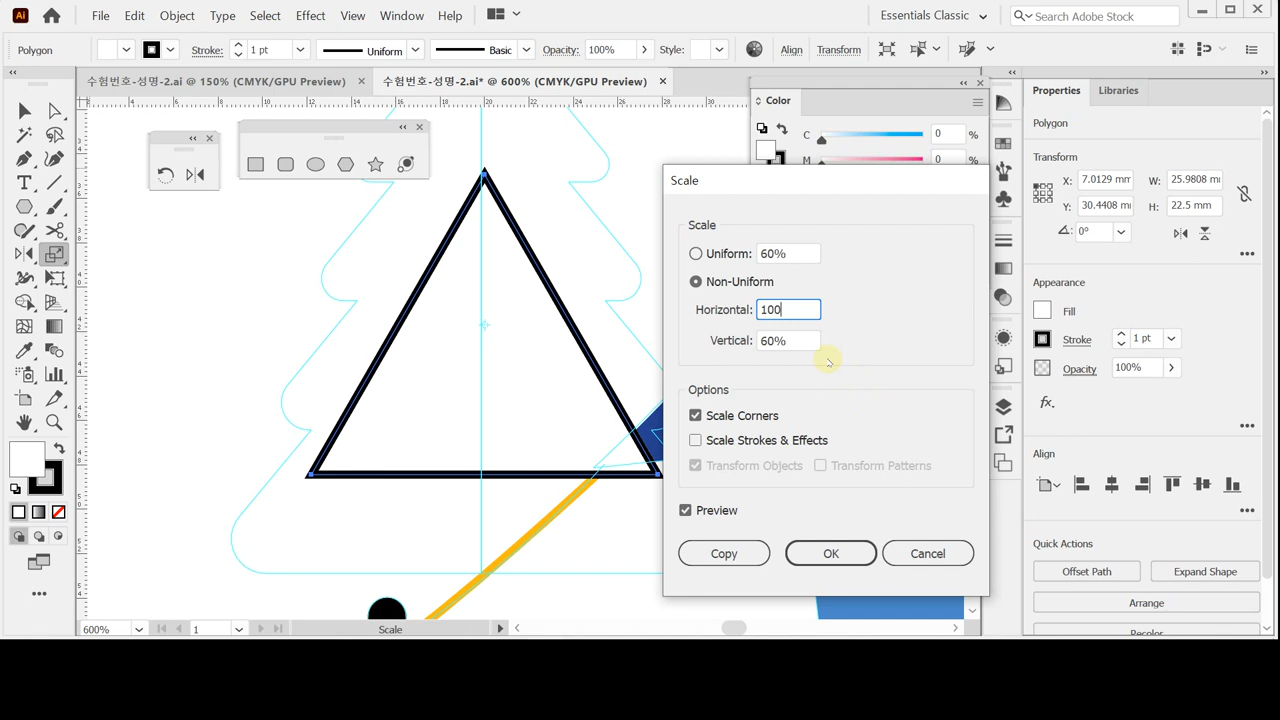 Ai File Edit Object Type Select Effect View Window Help Essentials Classic Search Adobe Stock
Polygon Stroke: 1 pt Uniform Basic Opacity: 100% Style: Align Transform
수험번호-성명-2.ai @ 150% (CMYK/GPU Preview) 수험번호-성명-2.ai* @ 600% (CMYK/GPU Preview)
Color
C 0 %
M 0 %
Scale
Scale
Uniform: 60%
Non-Uniform
Horizontal: 100
Vertical: 60%
Options
Scale Corners
Scale Strokes & Effects
Transform Objects Transform Patterns
Preview
Copy OK Cancel
Properties Libraries
Polygon
Transform
X: 7.0129 mm W: 25.9808 m
Y: 30.4408 mm H: 22.5 mm
0°
Appearance
Fill
Stroke 1 pt
Opacity 100%
fx.
Align
Quick Actions
Offset Path Expand Shape
Arrange
Recolor
600% 1 Scale